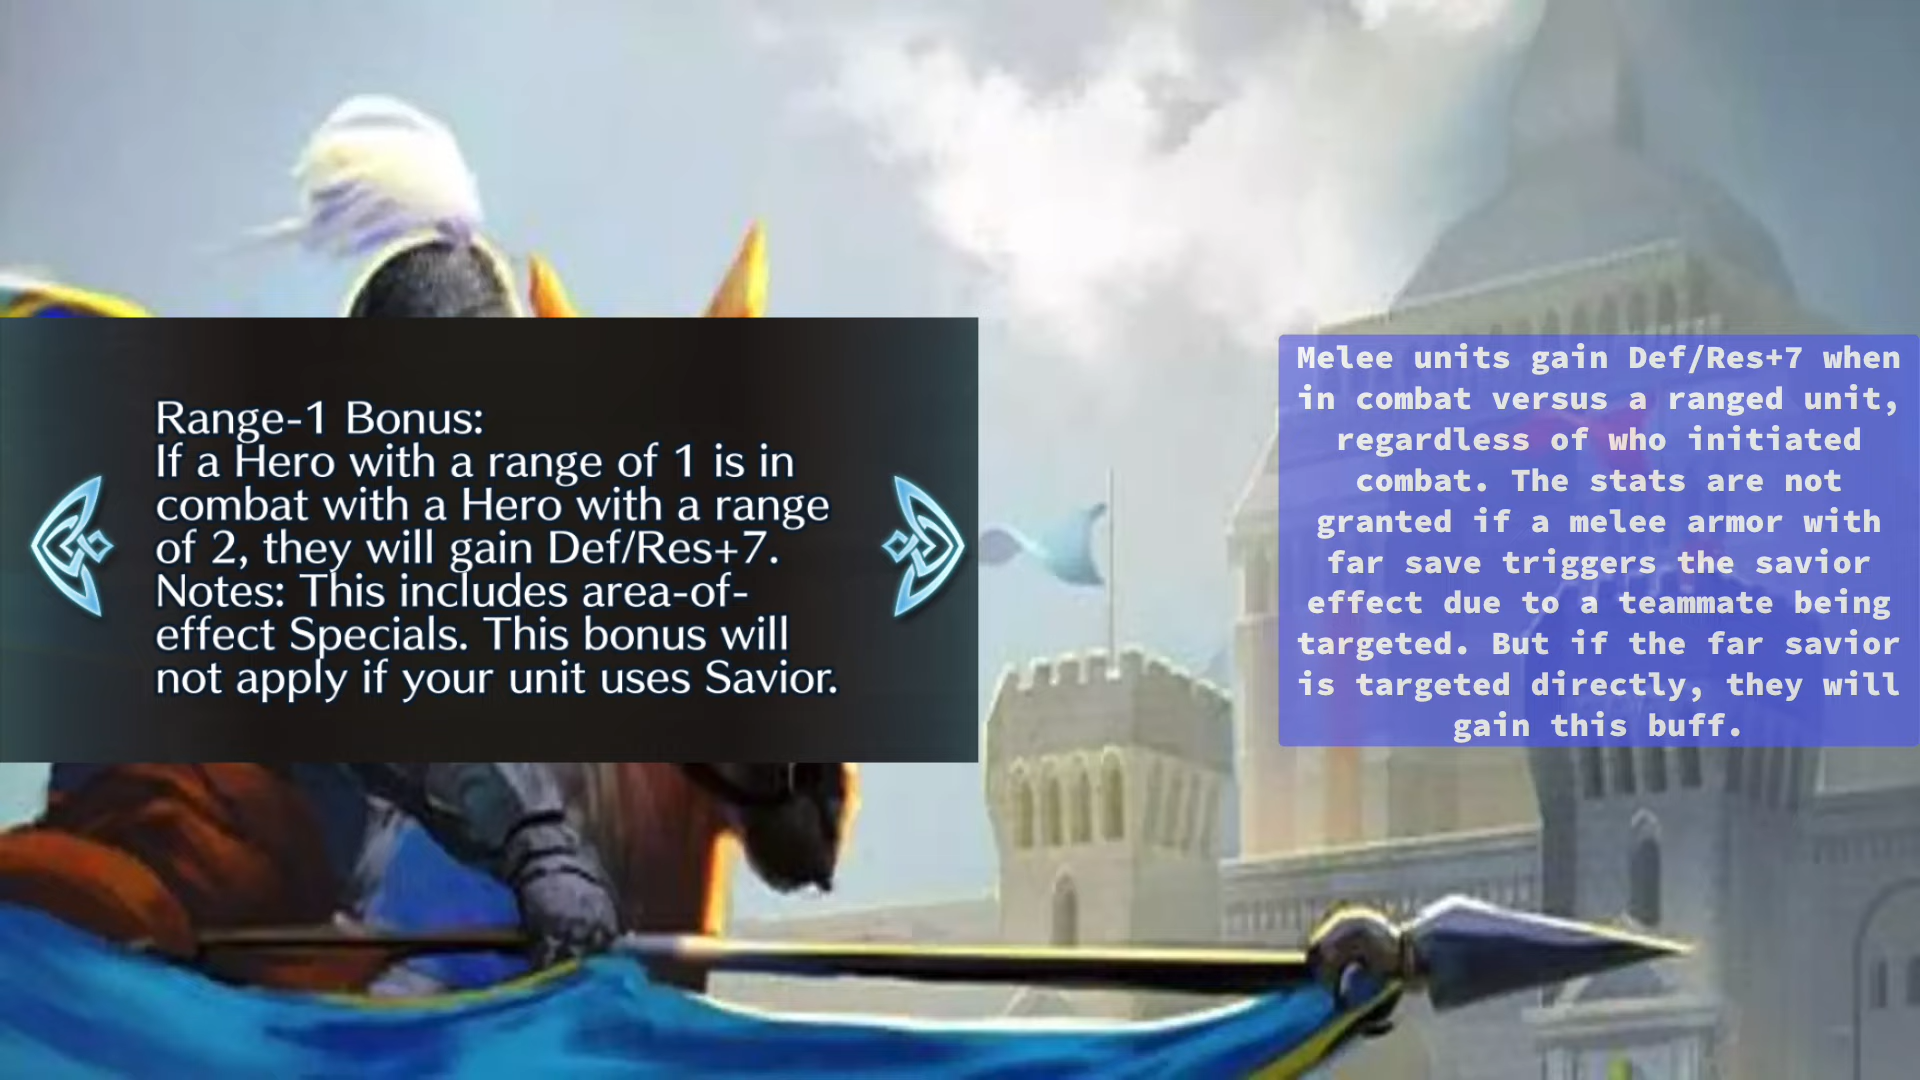 Range-1 Bonus:
If a Hero with a range of 1 is in
combat with a Hero with a range
of 2, they will gain Def/Res+7.
Notes: This includes area-of-
effect Specials. This bonus will
not apply if your unit uses Savior.
Melee units gain Def/Res+7 when
in combat versus a ranged unit,
regardless of who initiated
combat. The stats are not
granted if a melee armor with
far save triggers the savior
effect due to a teammate being
targeted. But if the far savior
is targeted directly, they will
gain this buff.